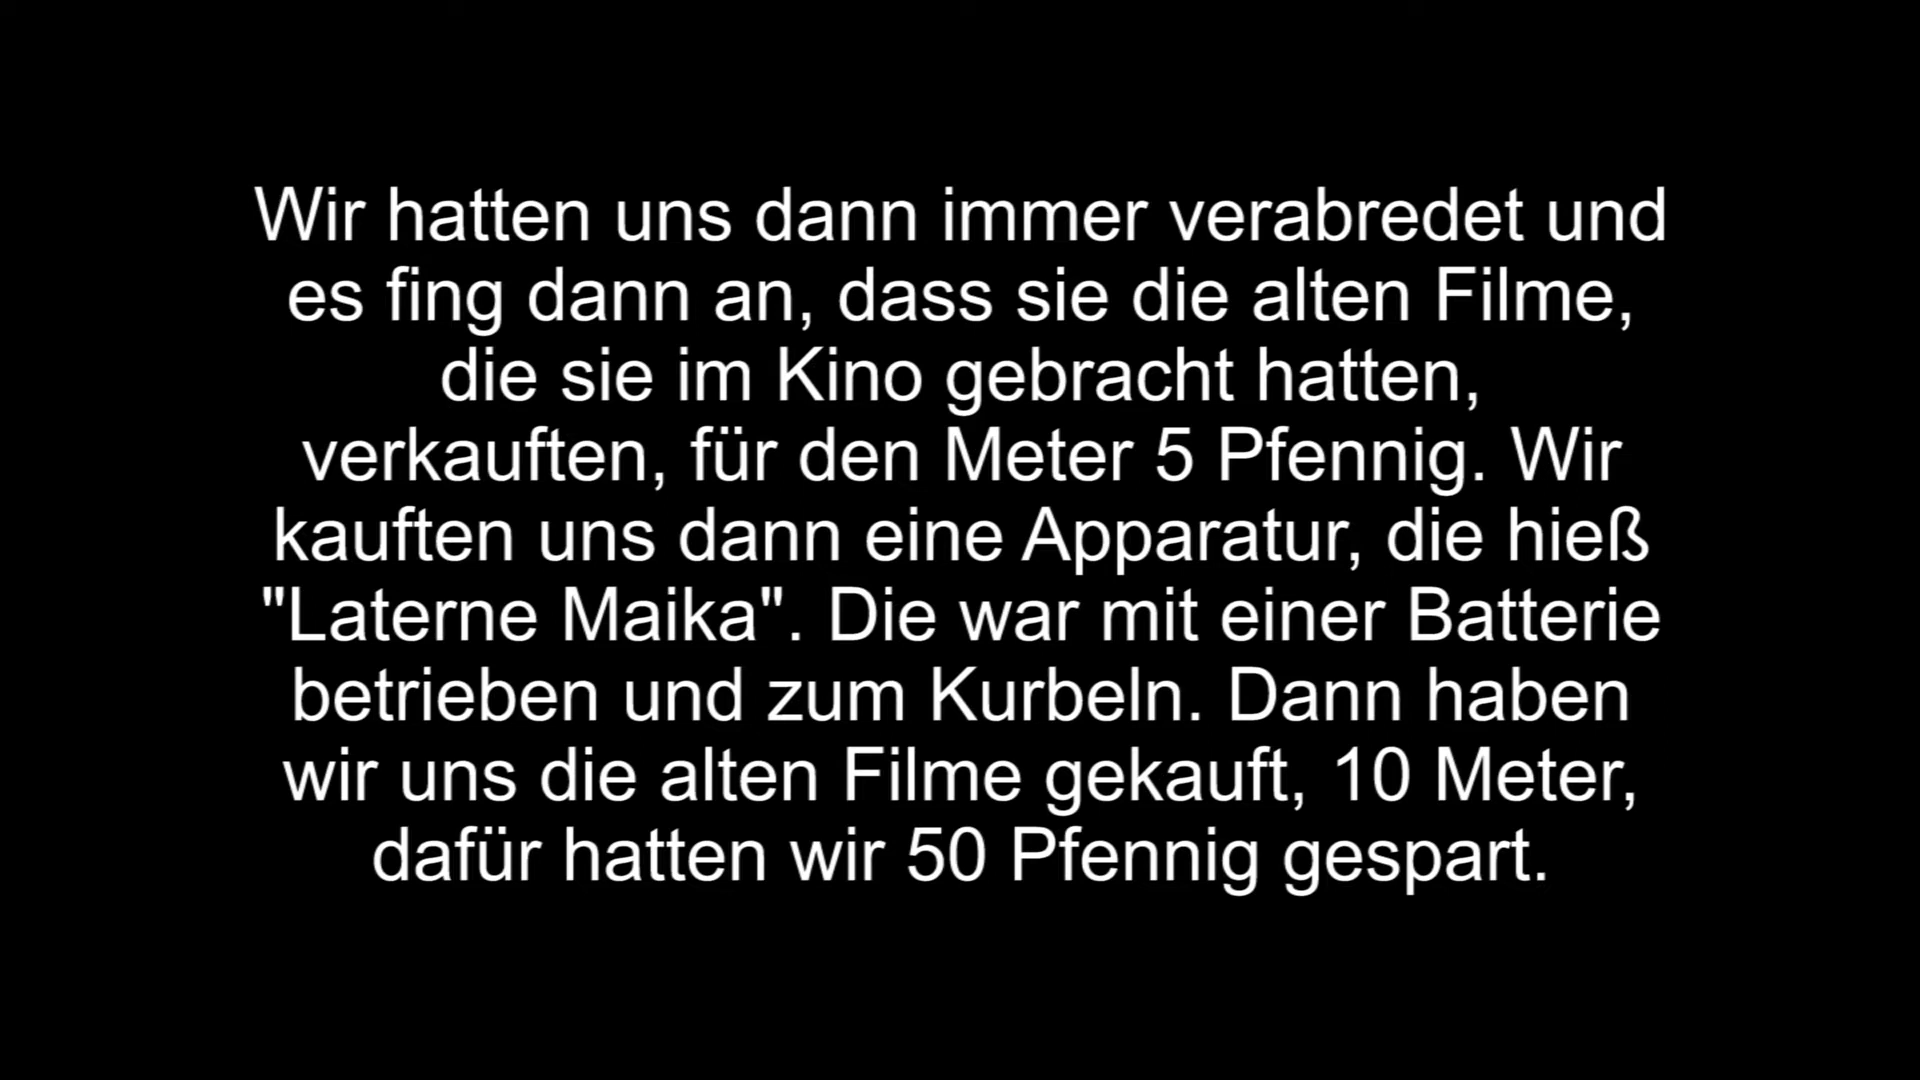 Wir hatten uns dann immer verabredet und
es fing dann an, dass sie die alten Filme,
die sie im Kino gebracht hatten,
verkauften, für den Meter 5 Pfennig. Wir
kauften uns dann eine Apparatur, die hieß
"Laterne Maika". Die war mit einer Batterie
betrieben und zum Kurbeln. Dann haben
wir uns die alten Filme gekauft, 10 Meter,
dafür hatten wir 50 Pfennig gespart.